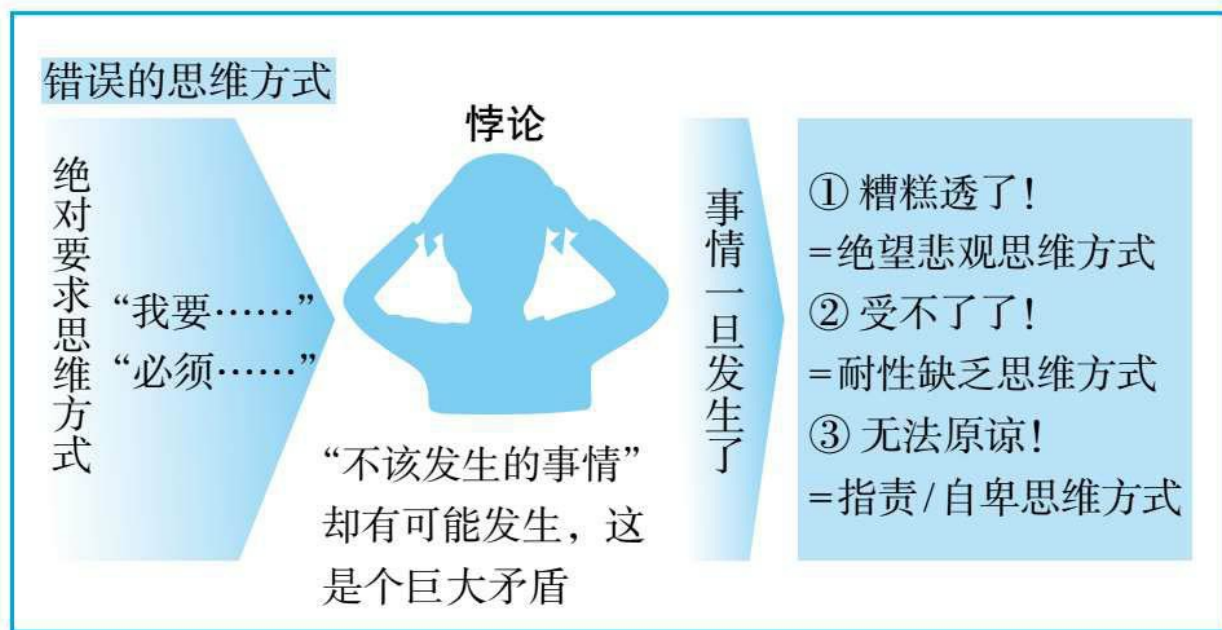 错误的思维方式
绝对要求思维方式
“我要……”
“必须……”
悖论
“不该发生的事情”
却有可能发生，这
是个巨大矛盾
事情一旦发生了
① 糟糕透了！
=绝望悲观思维方式
② 受不了了！
=耐性缺乏思维方式
③ 无法原谅！
=指责/自卑思维方式